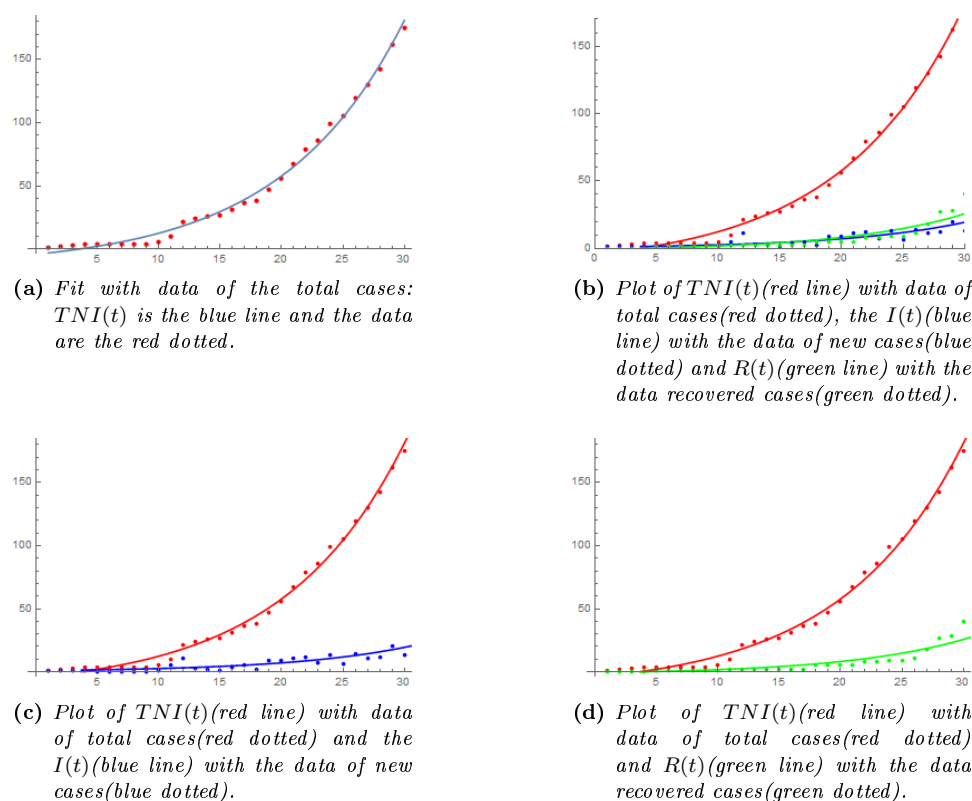 150
100
50
5 10 15 20 25 30
(a) Fit with data of the total cases:
TNI(t) is the blue line and the data
are the red dotted.
150
100
50
0
0 5 10 15 20 25 30
(b) Plot of TNI(t)(red line) with data of
total cases(red dotted), the I(t)(blue
line) with the data of new cases(blue
dotted) and R(t)(green line) with the
data recovered cases(green dotted).
150
100
50
5 10 15 20 25 30
(c) Plot of TNI(t)(red line) with data
of total cases(red dotted) and the
I(t)(blue line) with the data of new
cases(blue dotted).
150
100
50
5 10 15 20 25 30
(d) Plot of TNI(t)(red line) with
data of total cases(red dotted)
and R(t)(green line) with the data
recovered cases(green dotted).